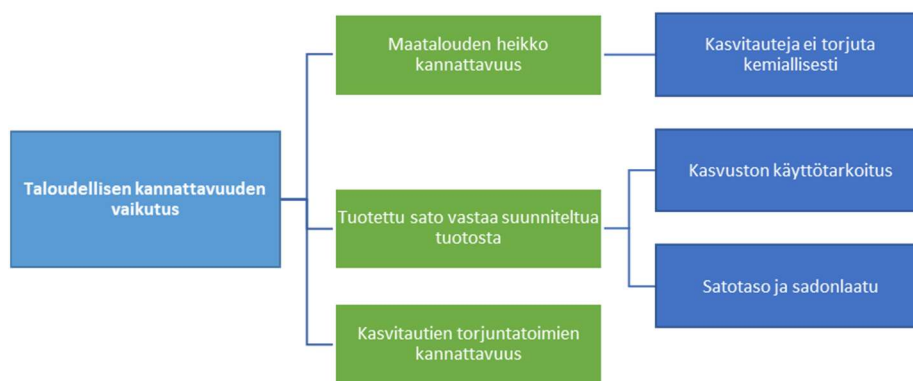 Taloudellisen kannattavuuden
vaikutus
Maatalouden heikko
kannattavuus
Kasvitauteja ei torjuta
kemiallisesti
Tuotettu sato vastaa suunniteltua
tuotosta
Kasvuston käyttötarkoitus
Satotaso ja sadonlaatu
Kasvitautien torjuntatoimien
kannattavuus